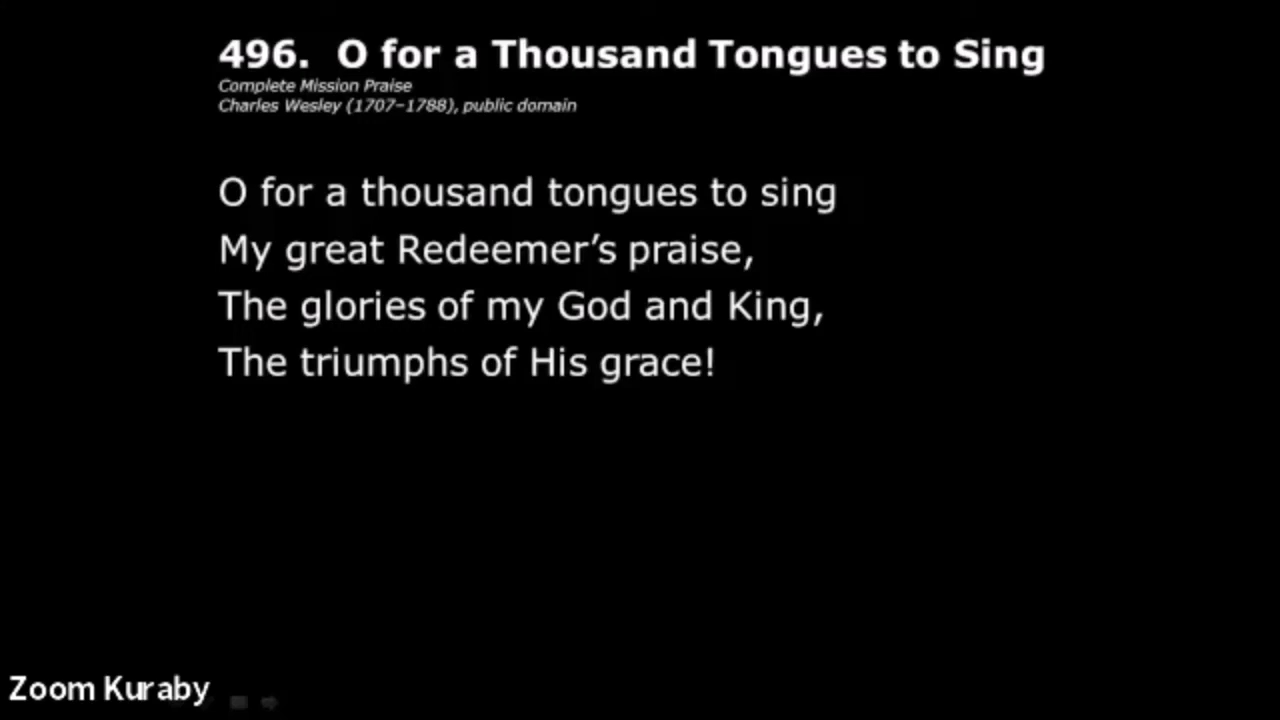 496. O for a Thousand Tongues to Sing
Complete Mission Praise
Charles Wesley (1707–1788), public domain
O for a thousand tongues to sing
My great Redeemer’s praise,
The glories of my God and King,
The triumphs of His grace!
Zoom Kuraby